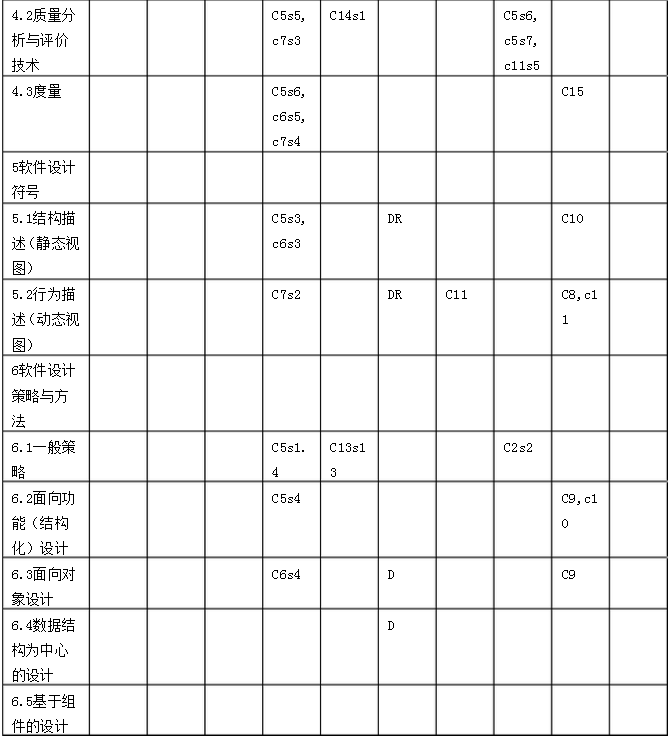 4.2质量分 C5s5, C14s1 C5s6,
析与评价 c7s3 c5s7,
技术 c11s5
4.3度量 C5s6, C15
c6s5,
c7s4
5软件设计
符号
5.1结构描 C5s3, DR C10
述（静态视 c6s3
图）
5.2行为描 C7s2 DR C11 C8,c1
述（动态视 1
图）
6软件设计
策略与方
法
6.1一般策 C5s1. C13s1 C2s2
略 4 3
6.2面向功 C5s4 C9,c1
能（结构 0
化）设计
6.3面向对 C6s4 D C9
象设计
6.4数据结 D
构为中心
的设计
6.5基于组
件的设计